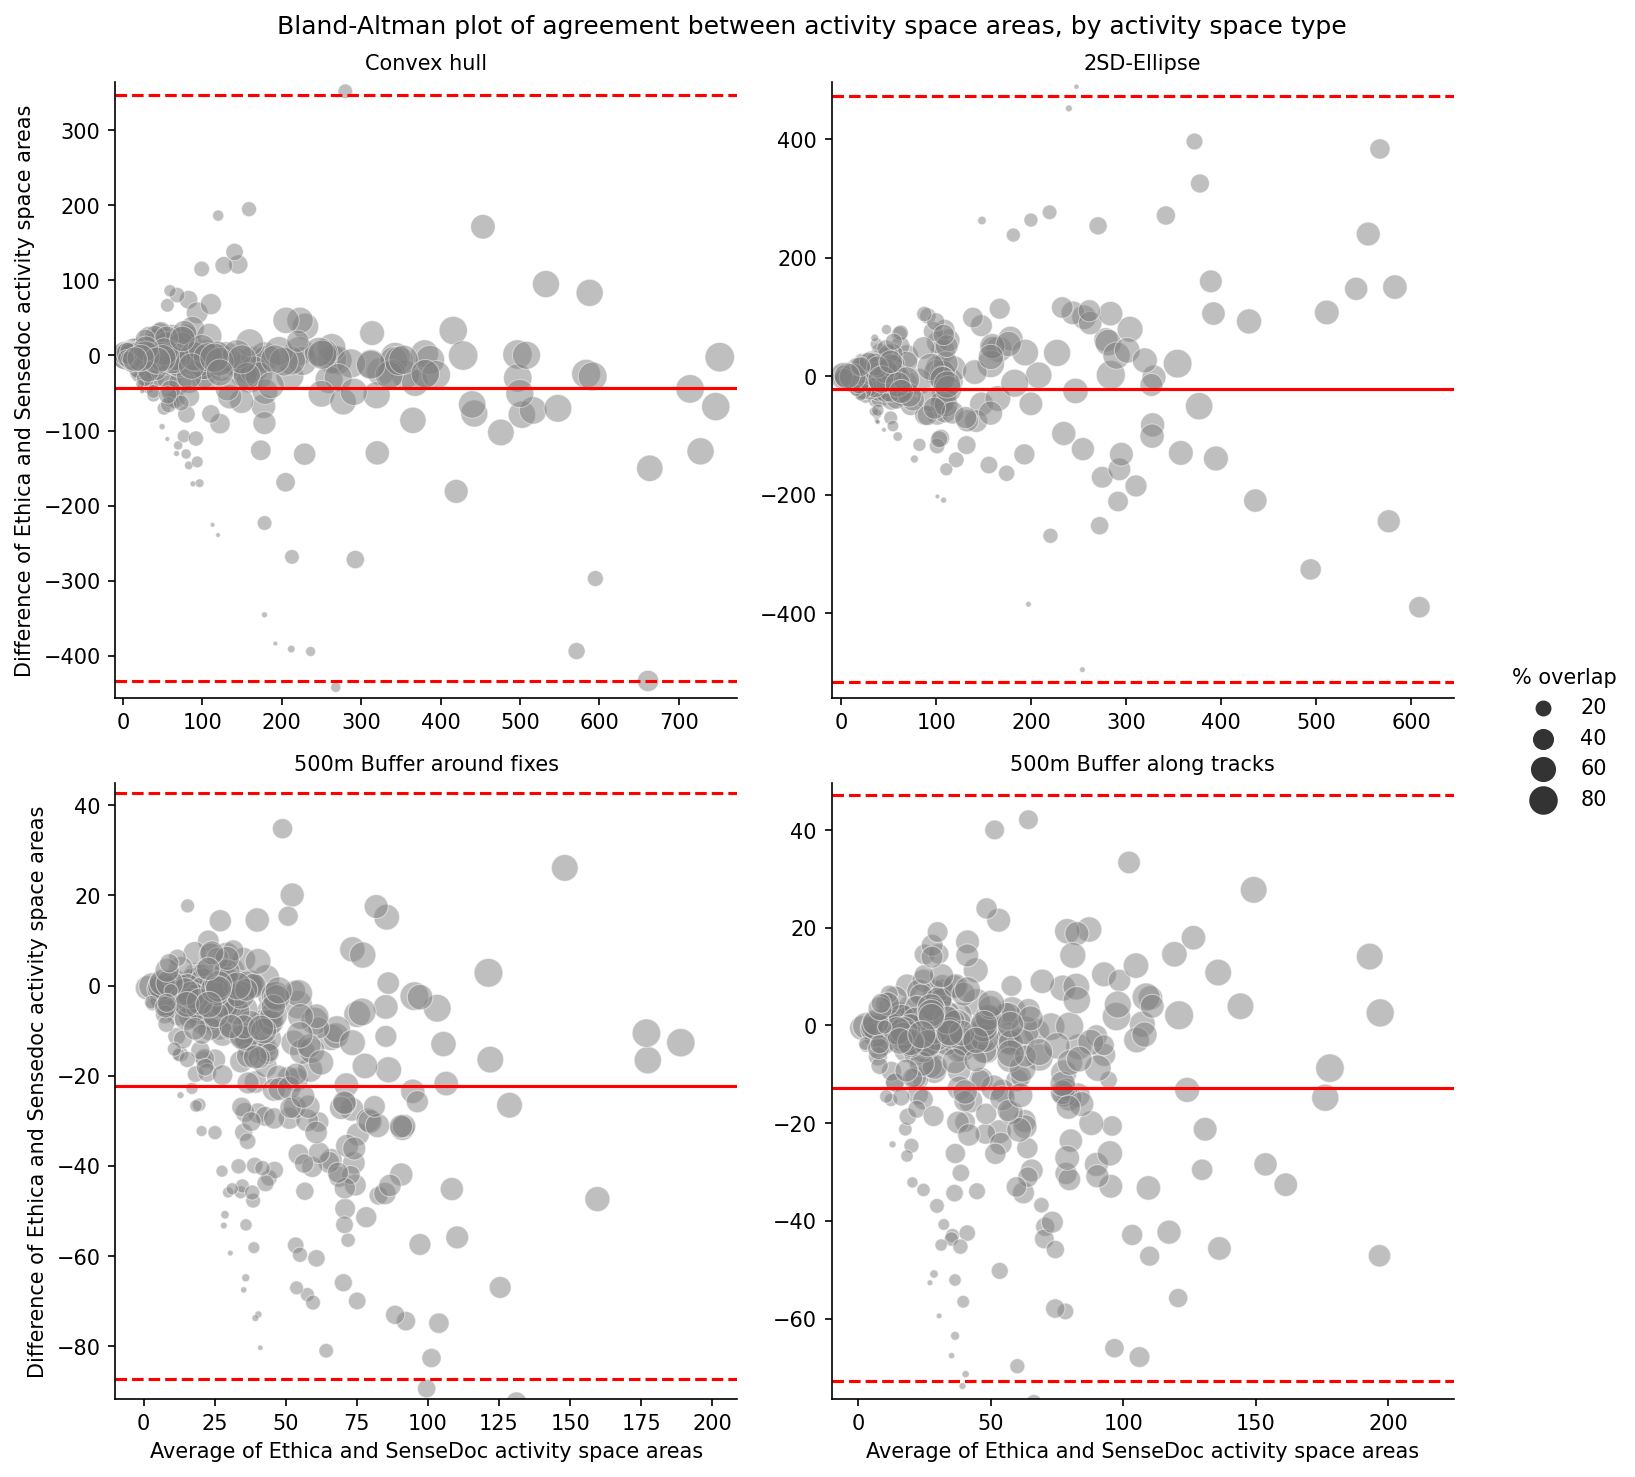 Bland-Altman plot of agreement between activity space areas, by activity space type
Convex hull
2SD-Ellipse
Difference of Ethica and Sensedoc activity space areas
300
200
100
0
−100
−200
−300
−400
0 100 200 300 400 500 600 700
400
200
0
−200
−400
0 100 200 300 400 500 600
% overlap
20
40
60
80
500m Buffer around fixes
500m Buffer along tracks
Difference of Ethica and Sensedoc activity space areas
40
20
0
−20
−40
−60
−80
0 25 50 75 100 125 150 175 200
Average of Ethica and SenseDoc activity space areas
40
20
0
−20
−40
−60
0 50 100 150 200
Average of Ethica and SenseDoc activity space areas